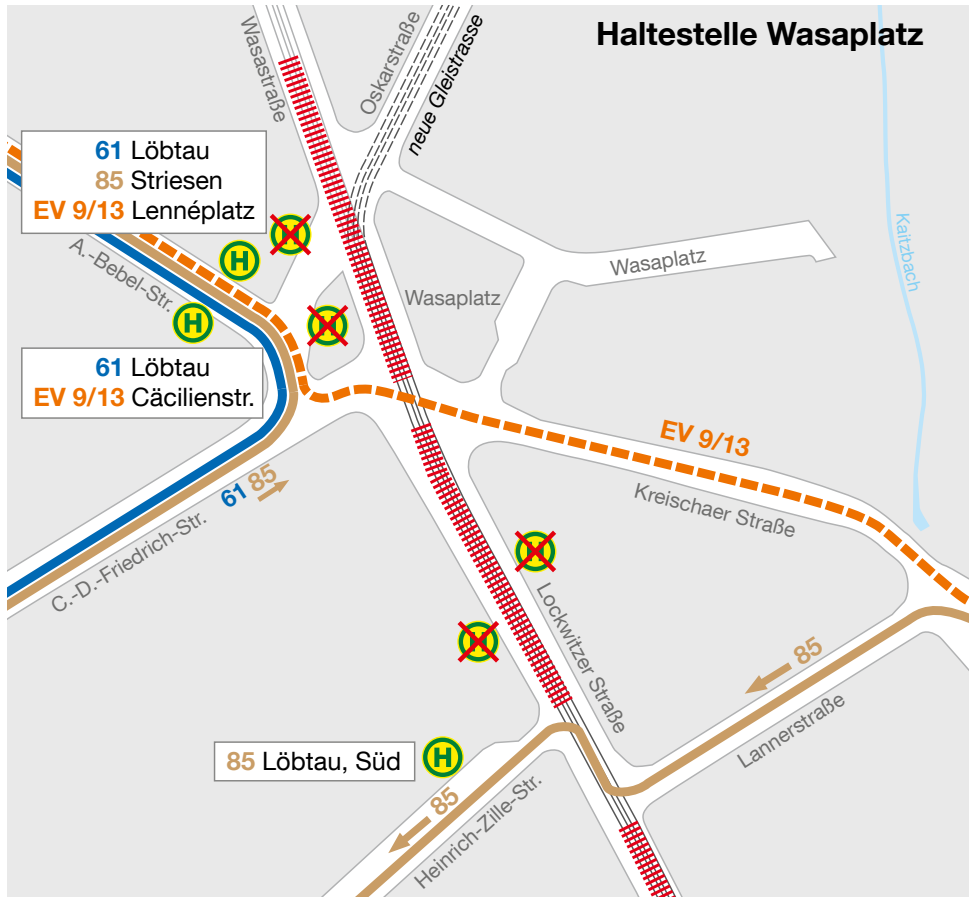 Haltestelle Wasaplatz
Wasastraße
Oskarstraße
neue Gleistrasse
61 Löbtau
85 Striesen
EV 9/13 Lennéplatz
H
H
A.-Bebel-Str.
H
H
61 Löbtau
EV 9/13 Cäcilienstr.
Wasaplatz
Wasaplatz
Kaitzbach
EV 9/13
Kreischaer Straße
61 85
C.-D.-Friedrich-Str.
H
Lockwitzer Straße
H
85
Lannerstraße
85 Löbtau, Süd
H
85
Heinrich-Zille-Str.